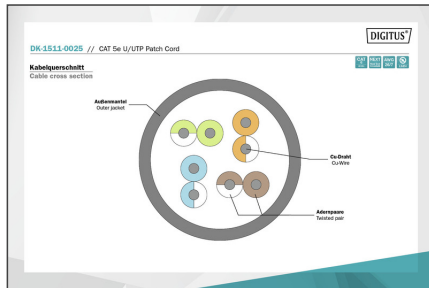 DIGITUS®
DK-1511-0025 // CAT 5e U/UTP Patch Cord
Kabelquerschnitt
Cable cross section
Außenmantel
Outer jacket
Cu-Draht
Cu-Wire
Adernpaare
Twisted pair